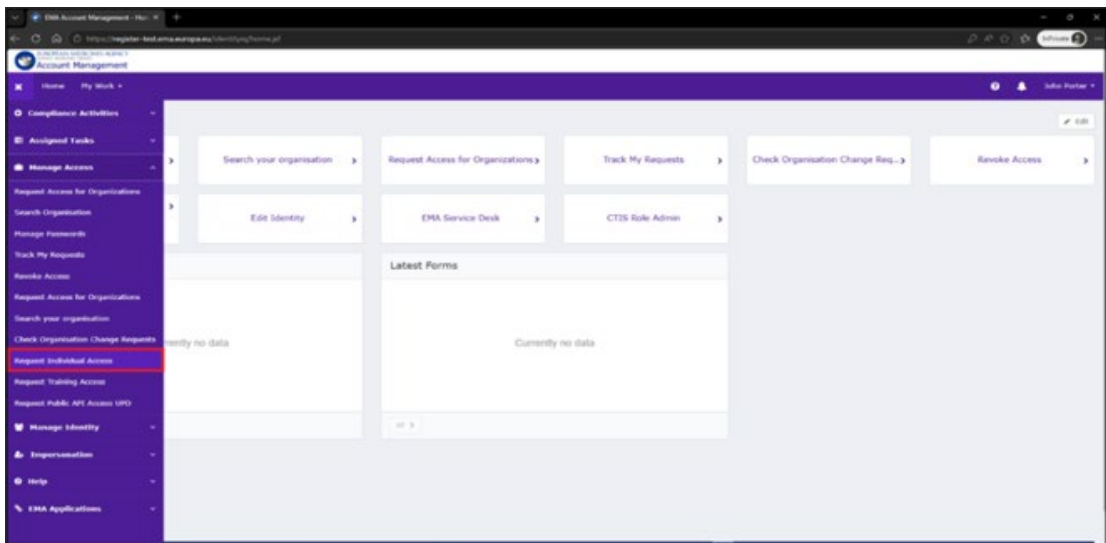 EMA Account Management - Ho
https://register-test.ema.europa.eu/identityiq/home.jsf
InPrivate
EUROPEAN MEDICINES AGENCY
Account Management
Home My Work
John Porter
Compliance Activities
Edit
Assigned Tasks
Manage Access
Search your organisation
Request Access for Organizations
Track My Requests
Check Organisation Change Req...
Revoke Access
Request Access for Organizations
Search Organisation
Edit Identity
EMA Service Desk
CTIS Role Admin
Manage Passwords
Track My Requests
Revoke Access
Latest Forms
Request Access for Organizations
Search your organisation
Check Organisation Change Requests
rently no data
Currently no data
Request Individual Access
Request Training Access
Request Public API Access UPD
Manage Identity
Impersonation
Help
EMA Applications